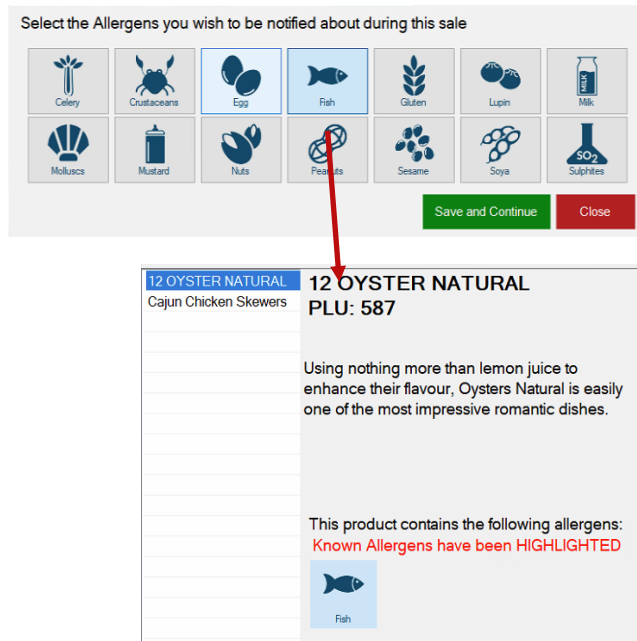 Select the Allergens you wish to be notified about during this sale
Celery
Crustaceans
Egg
Fish
Gluten
Lupin
MILK
Milk
Molluscs
Mustard
Nuts
Peanuts
Sesame
Soya
SO2
Sulphites
Save and Continue
Close
12 OYSTER NATURAL
Cajun Chicken Skewers
12 OYSTER NATURAL
PLU: 587
Using nothing more than lemon juice to
enhance their flavour, Oysters Natural is easily
one of the most impressive romantic dishes.
This product contains the following allergens:
Known Allergens have been HIGHLIGHTED
Fish